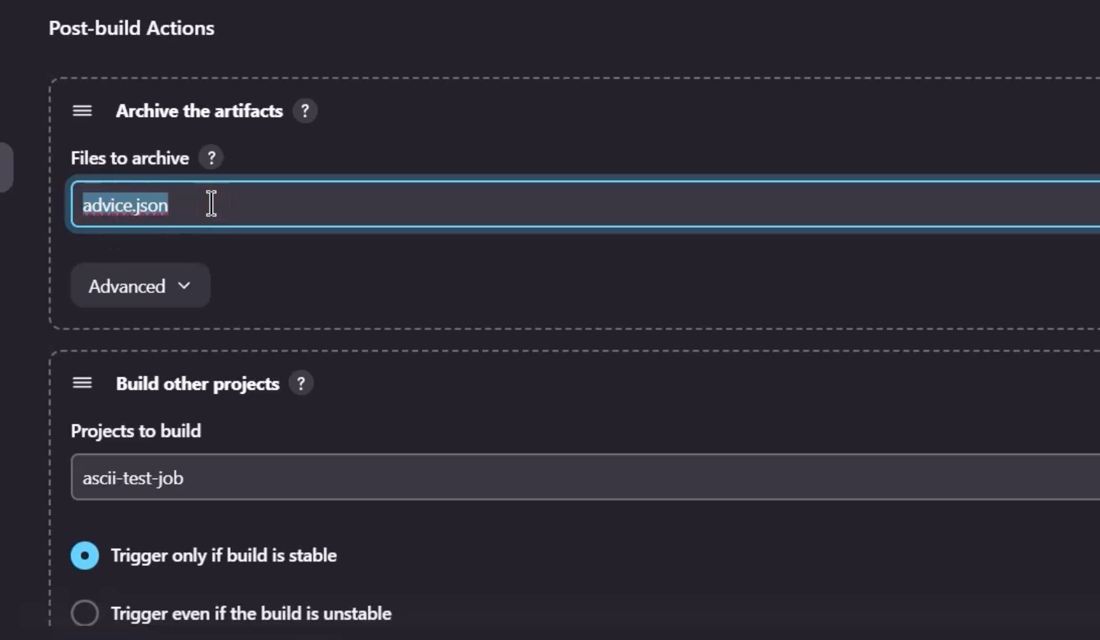 Post-build Actions
Archive the artifacts ?
Files to archive ?
advice.json
Advanced
Build other projects ?
Projects to build
ascii-test-job
Trigger only if build is stable
Trigger even if the build is unstable